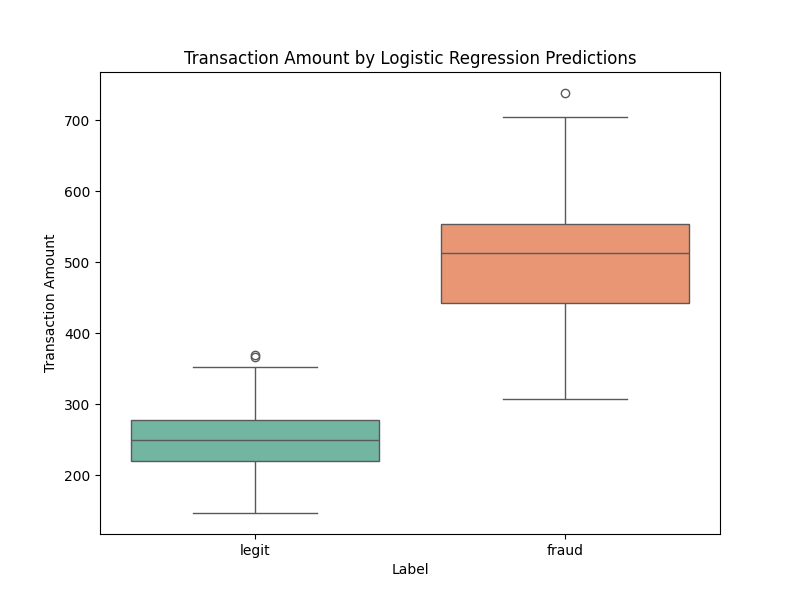 Transaction Amount by Logistic Regression Predictions
700
600
500
400
300
200
Transaction Amount
legit
fraud
Label